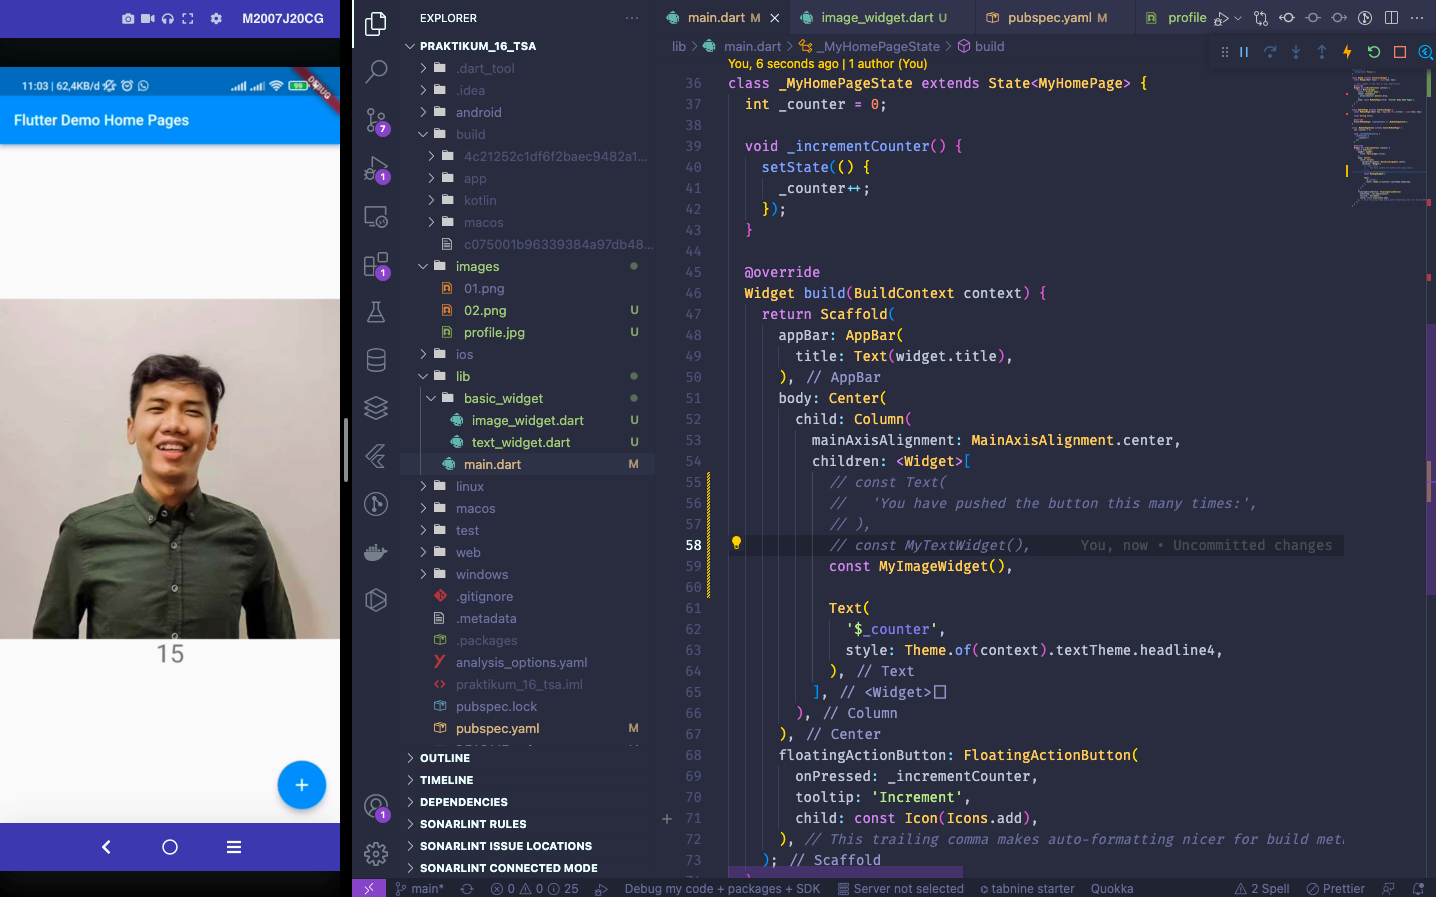 M2007J20CG
11:03 | 62,4KB/d
99
DEBUG
Flutter Demo Home Pages
15
EXPLORER
PRAKTIKUM_16_TSA
.dart_tool
.idea
android
build
4c21252c1df6f2baec9482a1...
app
kotlin
macos
c075001b96339384a97db48...
images
01.png
02.png U
profile.jpg U
ios
lib
basic_widget
image_widget.dart U
text_widget.dart U
main.dart M
linux
macos
test
web
windows
.gitignore
.metadata
.packages
analysis_options.yaml
praktikum_16_tsa.iml
pubspec.lock
pubspec.yaml M
OUTLINE
TIMELINE
DEPENDENCIES
SONARLINT RULES
SONARLINT ISSUE LOCATIONS
SONARLINT CONNECTED MODE
7
1
1
1
main.dart M
image_widget.dart U
pubspec.yaml M
profile
lib > main.dart > _MyHomePageState > build
You, 6 seconds ago | 1 author (You)
36 class _MyHomePageState extends State<MyHomePage> {
37 int _counter = 0;
38
39 void _incrementCounter() {
40 setState(() {
41 _counter++;
42 });
43 }
44
45 @override
46 Widget build(BuildContext context) {
47 return Scaffold(
48 appBar: AppBar(
49 title: Text(widget.title),
50 ), // AppBar
51 body: Center(
52 child: Column(
53 mainAxisAlignment: MainAxisAlignment.center,
54 children: <Widget>[
55 // const Text(
56 //   'You have pushed the button this many times:',
57 // ),
58 // const MyTextWidget(), You, now • Uncommitted changes
59 const MyImageWidget(),
60
61 Text(
62 '$_counter',
63 style: Theme.of(context).textTheme.headline4,
64 ), // Text
65 ], // <Widget>[]
66 ), // Column
67 ), // Center
68 floatingActionButton: FloatingActionButton(
69 onPressed: _incrementCounter,
70 tooltip: 'Increment',
71 child: const Icon(Icons.add),
72 ), // This trailing comma makes auto-formatting nicer for build met
73 ); // Scaffold
main* 0 0 25 Debug my code + packages + SDK Server not selected tabnine starter Quokka 2 Spell Prettier